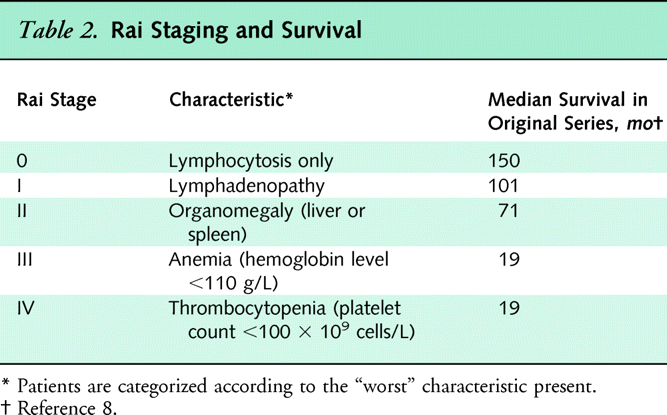 Table 2. Rai Staging and Survival
Rai Stage Characteristic* Median Survival in
Original Series, mo†
0 Lymphocytosis only 150
I Lymphadenopathy 101
II Organomegaly (liver or 71
spleen)
III Anemia (hemoglobin level 19
<110 g/L)
IV Thrombocytopenia (platelet 19
count <100 × 10⁹ cells/L)
* Patients are categorized according to the “worst” characteristic present.
† Reference 8.